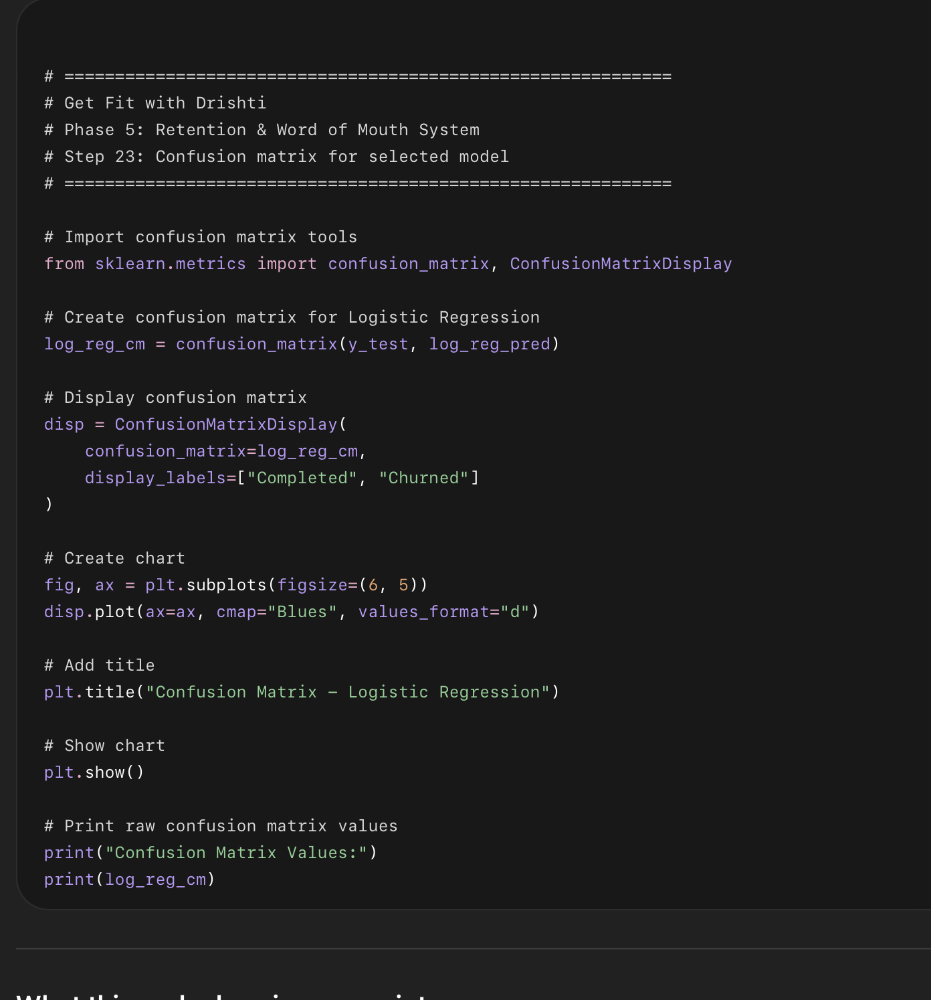 # ============================================================
# Get Fit with Drishti
# Phase 5: Retention & Word of Mouth System
# Step 23: Confusion matrix for selected model
# ============================================================
# Import confusion matrix tools
from sklearn.metrics import confusion_matrix, ConfusionMatrixDisplay
# Create confusion matrix for Logistic Regression
log_reg_cm = confusion_matrix(y_test, log_reg_pred)
# Display confusion matrix
disp = ConfusionMatrixDisplay(
    confusion_matrix=log_reg_cm,
    display_labels=["Completed", "Churned"]
)
# Create chart
fig, ax = plt.subplots(figsize=(6, 5))
disp.plot(ax=ax, cmap="Blues", values_format="d")
# Add title
plt.title("Confusion Matrix – Logistic Regression")
# Show chart
plt.show()
# Print raw confusion matrix values
print("Confusion Matrix Values:")
print(log_reg_cm)